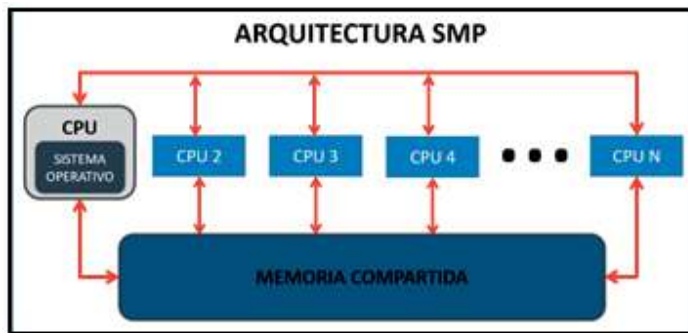 ARQUITECTURA SMP
CPU
SISTEMA
OPERATIVO
CPU 2
CPU 3
CPU 4
CPU N
MEMORIA COMPARTIDA